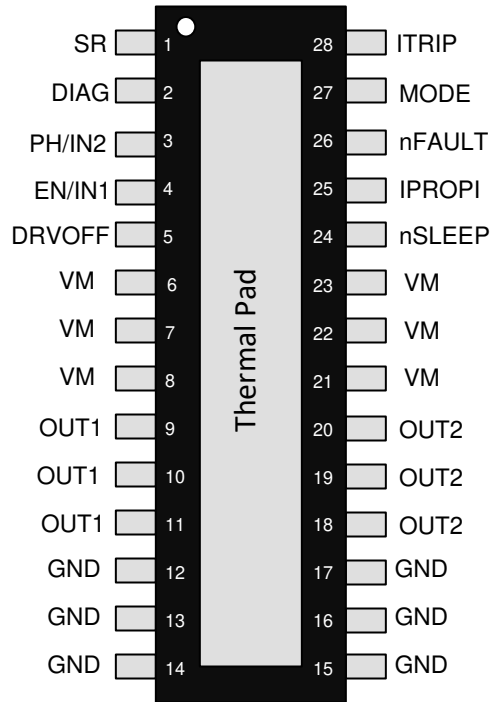 SR 1 28 ITRIP
DIAG 2 27 MODE
PH/IN2 3 26 nFAULT
EN/IN1 4 25 IPROPI
DRVOFF 5 24 nSLEEP
VM 6 23 VM
VM 7 22 VM
VM 8 21 VM
OUT1 9 20 OUT2
OUT1 10 19 OUT2
OUT1 11 18 OUT2
GND 12 17 GND
GND 13 16 GND
GND 14 15 GND
Thermal Pad